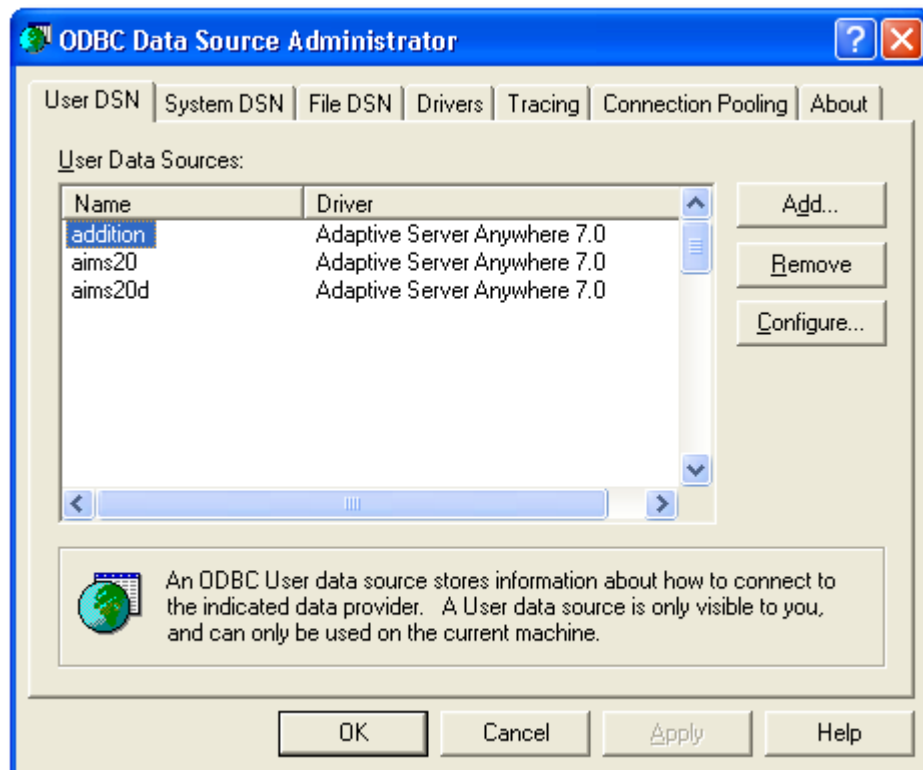 ODBC Data Source Administrator
User DSN System DSN File DSN Drivers Tracing Connection Pooling About
User Data Sources:
Name Driver
addition Adaptive Server Anywhere 7.0
aims20 Adaptive Server Anywhere 7.0
aims20d Adaptive Server Anywhere 7.0
Add...
Remove
Configure...
An ODBC User data source stores information about how to connect to
the indicated data provider. A User data source is only visible to you,
and can only be used on the current machine.
OK Cancel Apply Help